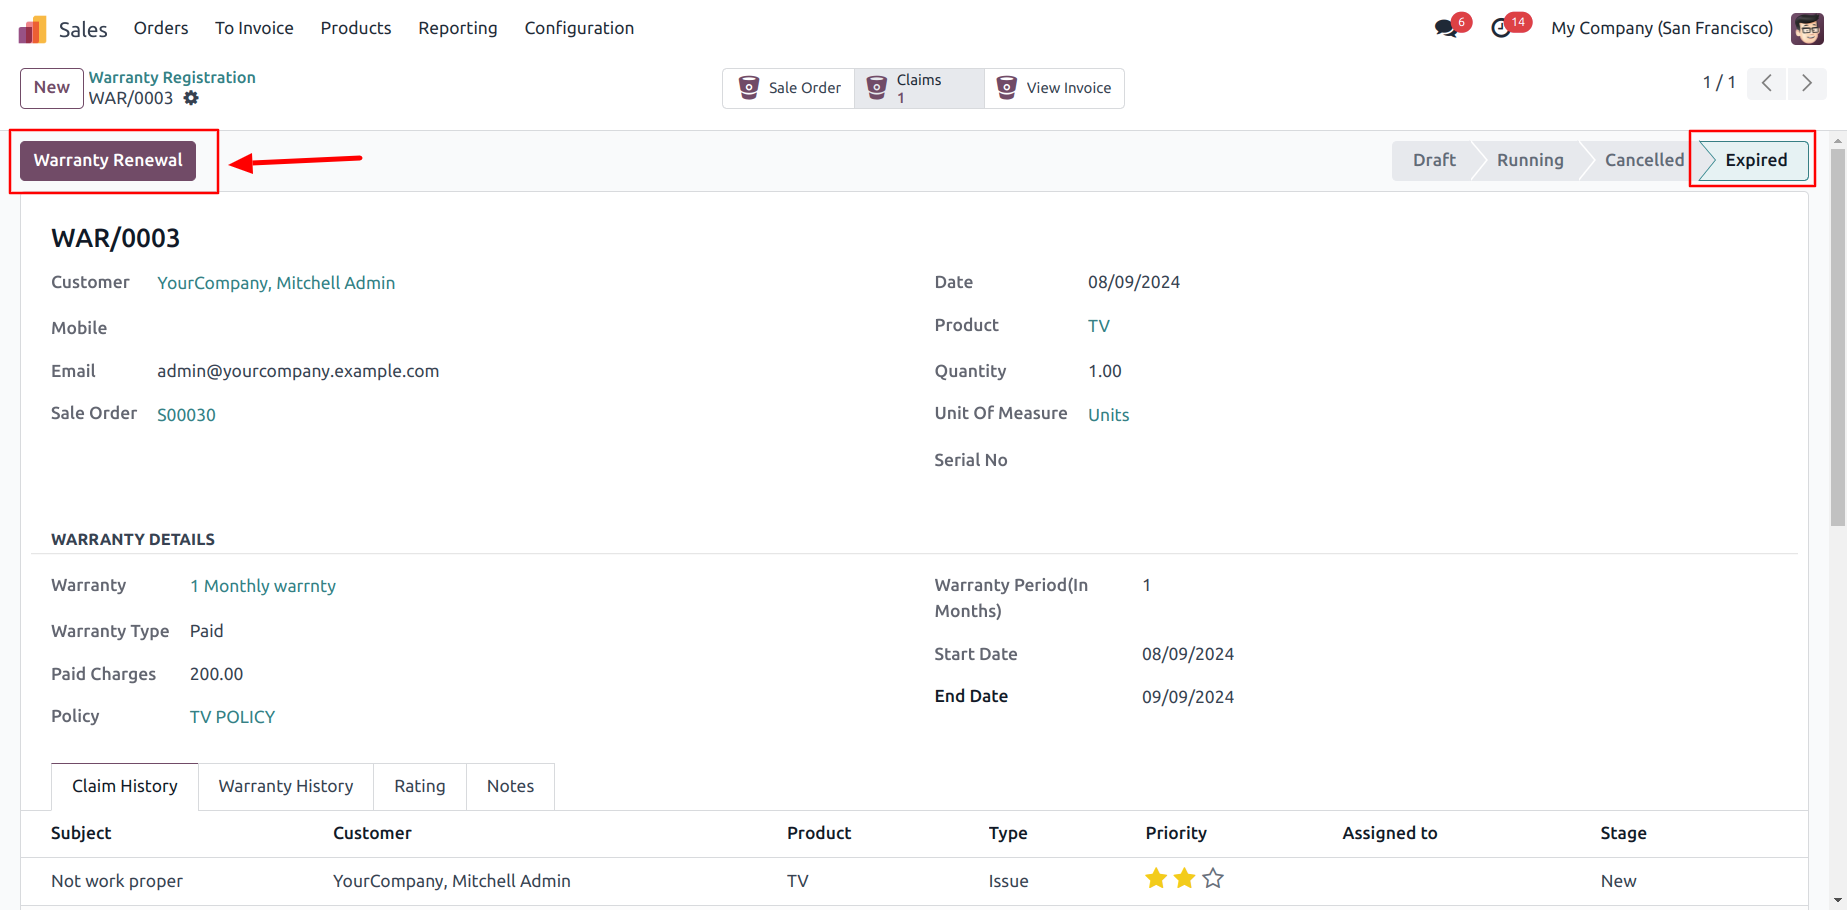 Sales Orders To Invoice Products Reporting Configuration 6 14 My Company (San Francisco)
New Warranty Registration
WAR/0003
Sale Order Claims 1 View Invoice
1 / 1
Warranty Renewal Draft Running Cancelled Expired
WAR/0003
Customer YourCompany, Mitchell Admin Date 08/09/2024
Mobile Product TV
Email admin@yourcompany.example.com Quantity 1.00
Sale Order S00030 Unit Of Measure Units
Serial No
WARRANTY DETAILS
Warranty 1 Monthly warrnty Warranty Period(In Months) 1
Warranty Type Paid Start Date 08/09/2024
Paid Charges 200.00 End Date 09/09/2024
Policy TV POLICY
Claim History Warranty History Rating Notes
Subject Customer Product Type Priority Assigned to Stage
Not work proper YourCompany, Mitchell Admin TV Issue New